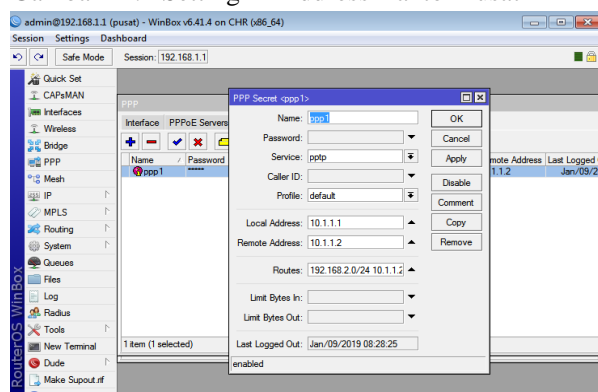 admin@192.168.1.1 (pusat) - WinBox v6.41.4 on CHR (x86_64)
Session Settings Dashboard
Safe Mode Session: 192.168.1.1
Quick Set
CAPsMAN
Interfaces
Wireless
Bridge
PPP
Mesh
IP
MPLS
Routing
System
Queues
Files
Log
Radius
Tools
New Terminal
Dude
Make Supout.rif
RouterOS WinBox
PPP
Interface PPPoE Servers
Name Password
ppp1 *****
1 item (1 selected)
PPP Secret <ppp1>
Name: ppp1
Password:
Service: pptp
Caller ID:
Profile: default
Local Address: 10.1.1.1
Remote Address: 10.1.1.2
Routes: 192.168.2.0/24 10.1.1.2
Limit Bytes In:
Limit Bytes Out:
Last Logged Out: Jan/09/2019 08:28:25
enabled
OK
Cancel
Apply
Disable
Comment
Copy
Remove
mote Address Last Logged
1.1.2 Jan/09/2